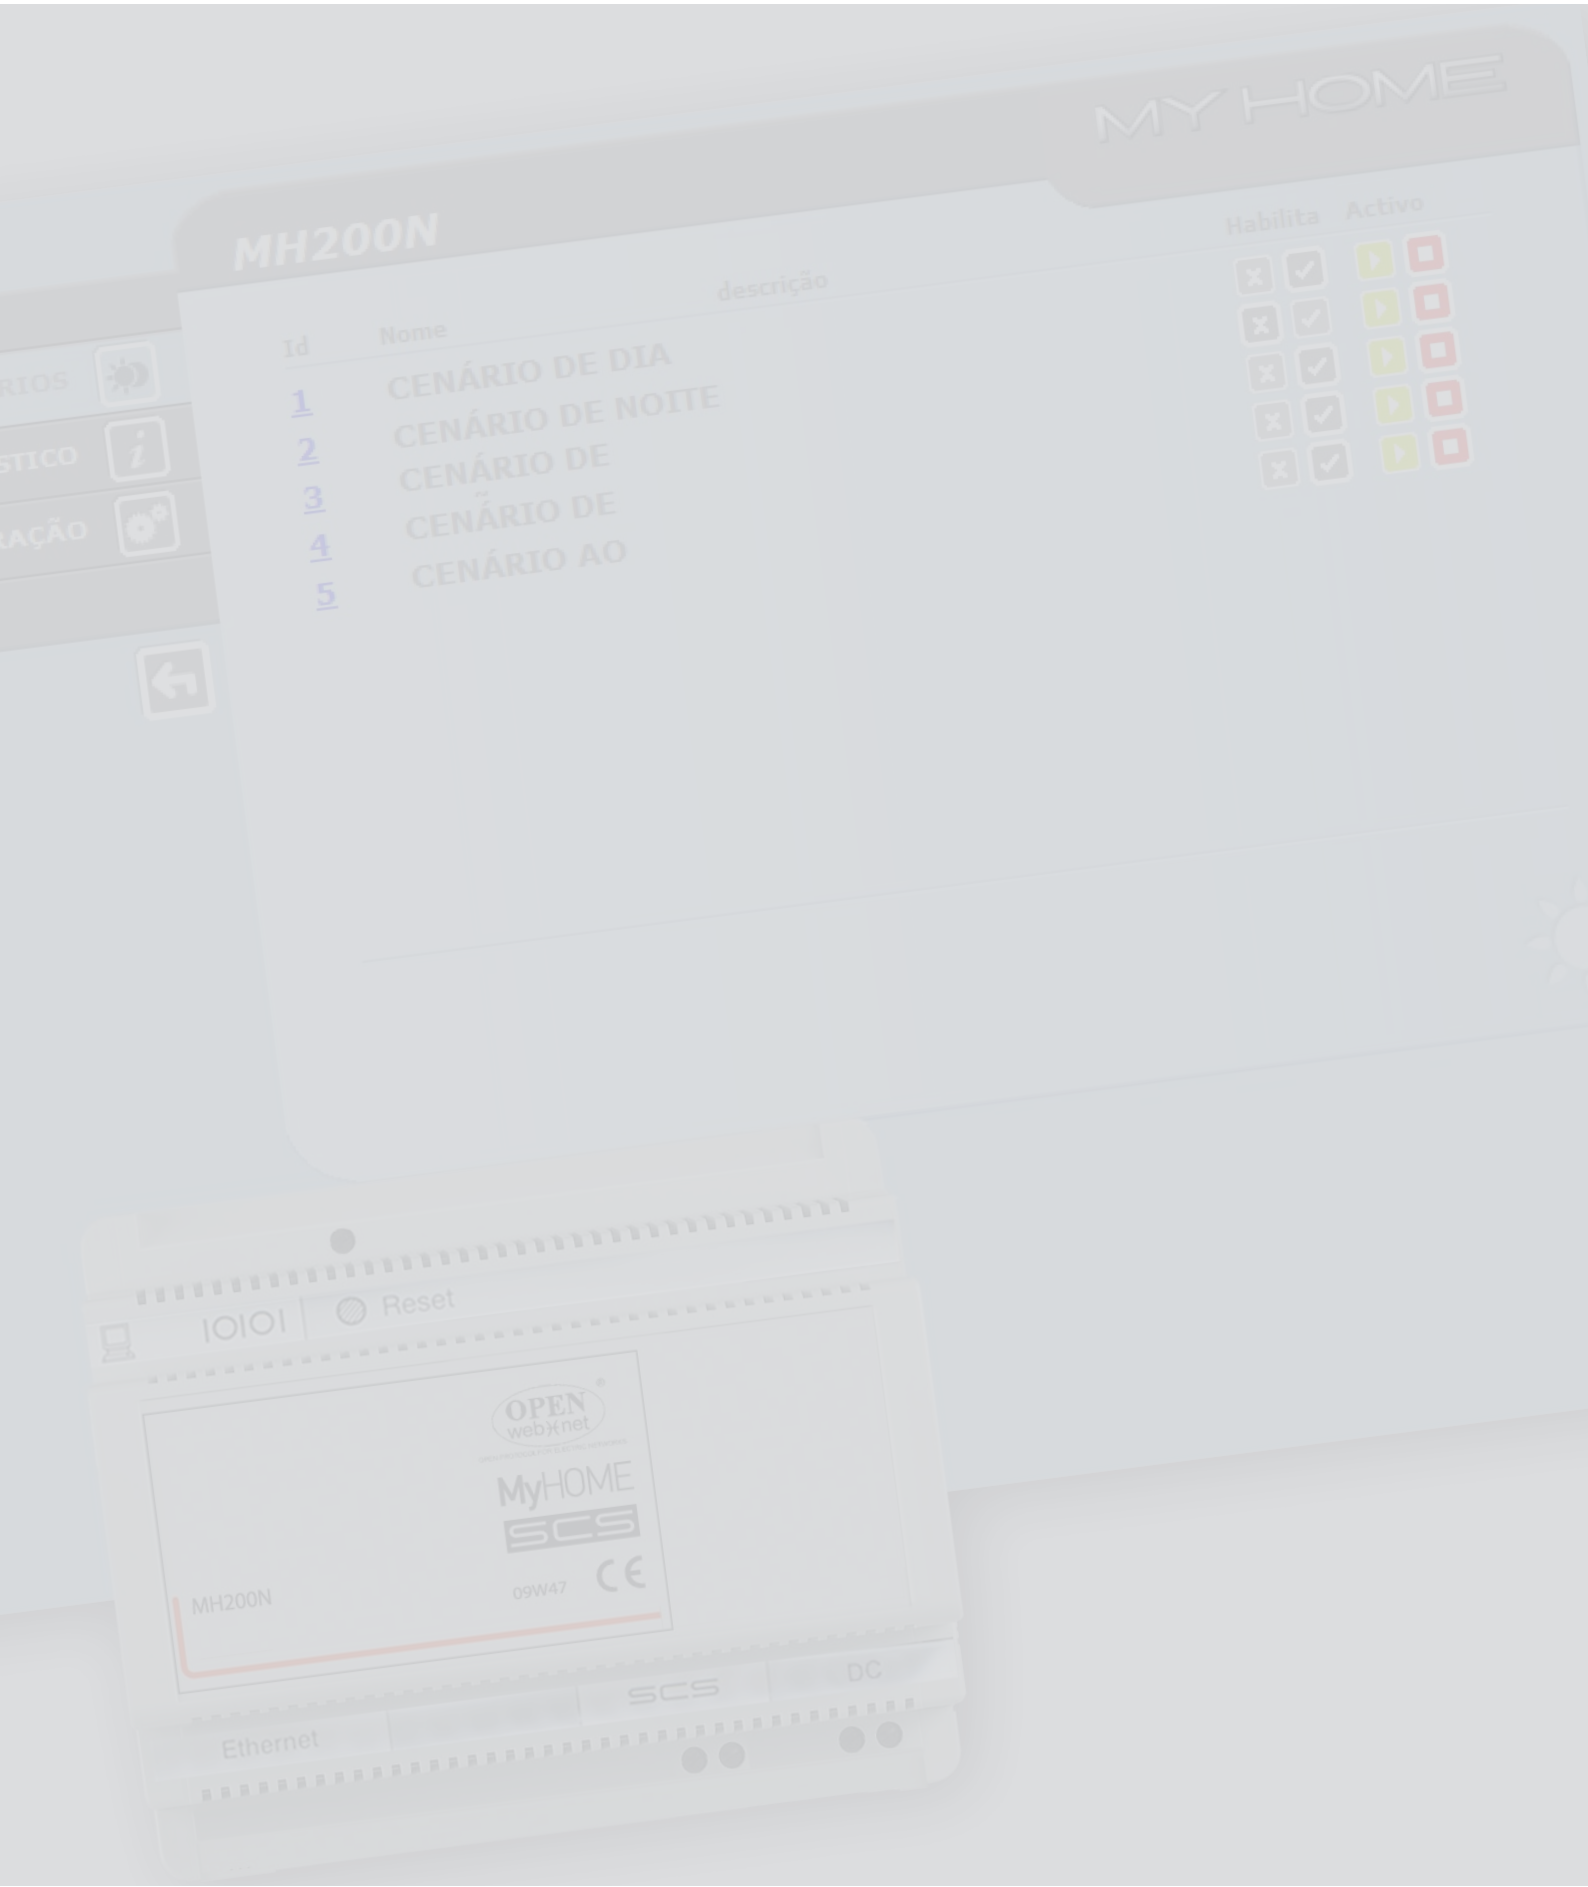 MY HOME
MH200N
Habilita Activo
descrição
Id Nome
1 CENÁRIO DE DIA
2 CENÁRIO DE NOITE
3 CENÁRIO DE
4 CENÁRIO DE
5 CENÁRIO AO
RIOS
STICO
i
RAÇÃO
IOIOI Reset
OPEN
web net
MyHOME
SCS
MH200N 09W47 CE
Ethernet SCS DC